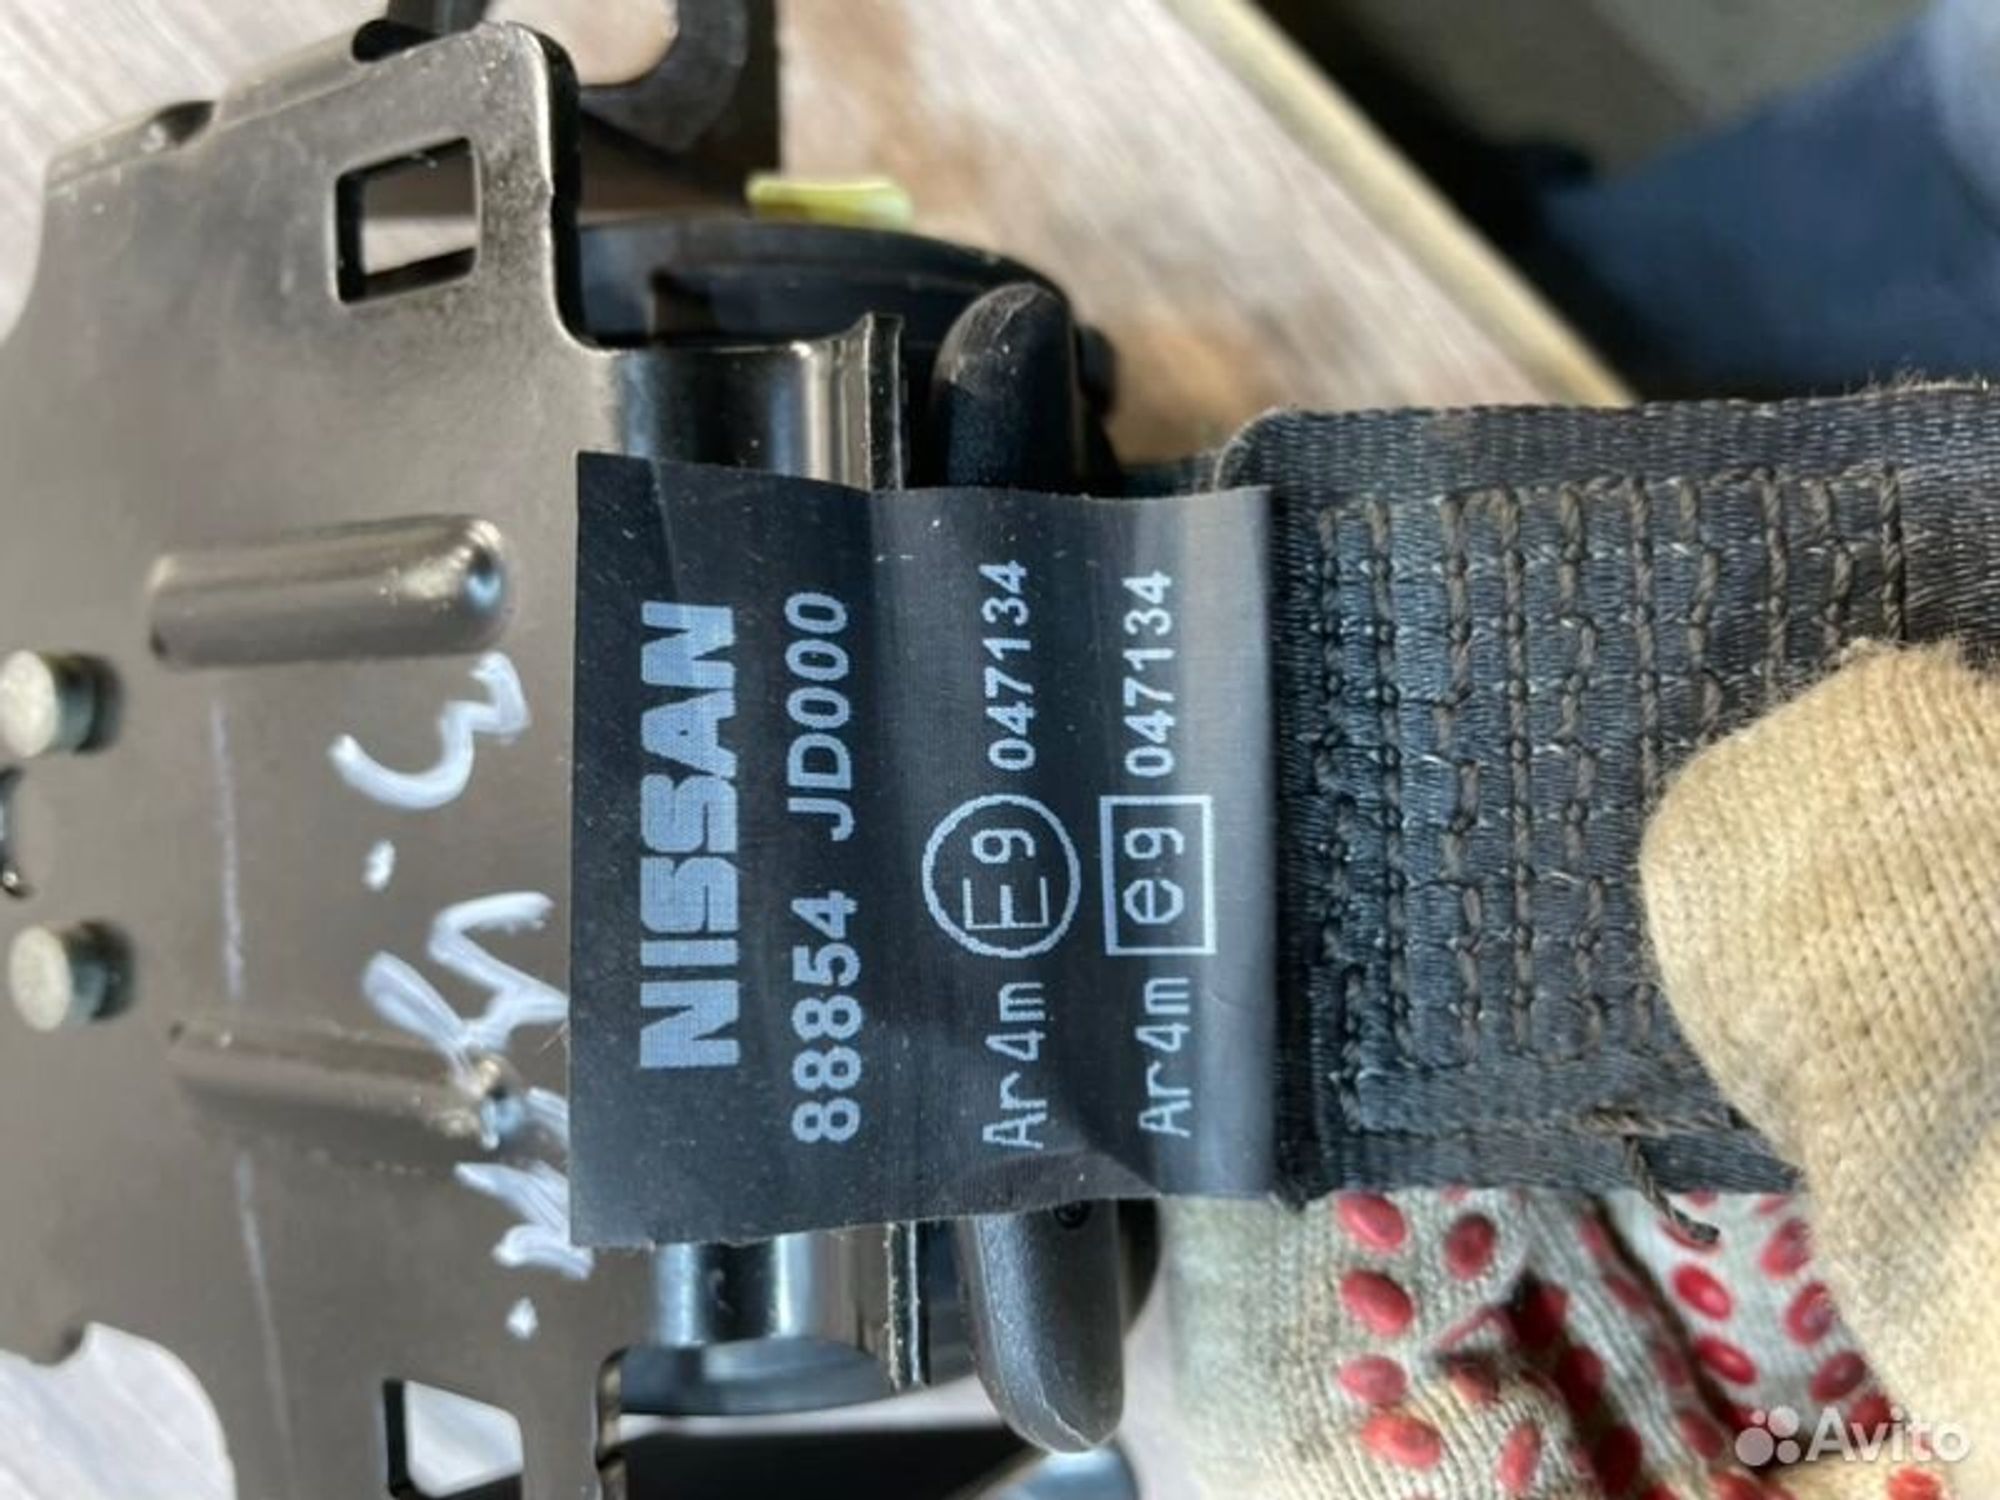 NISSAN
88854 JD000
Ar4m E9 047134
Ar4m e9 047134
Avito